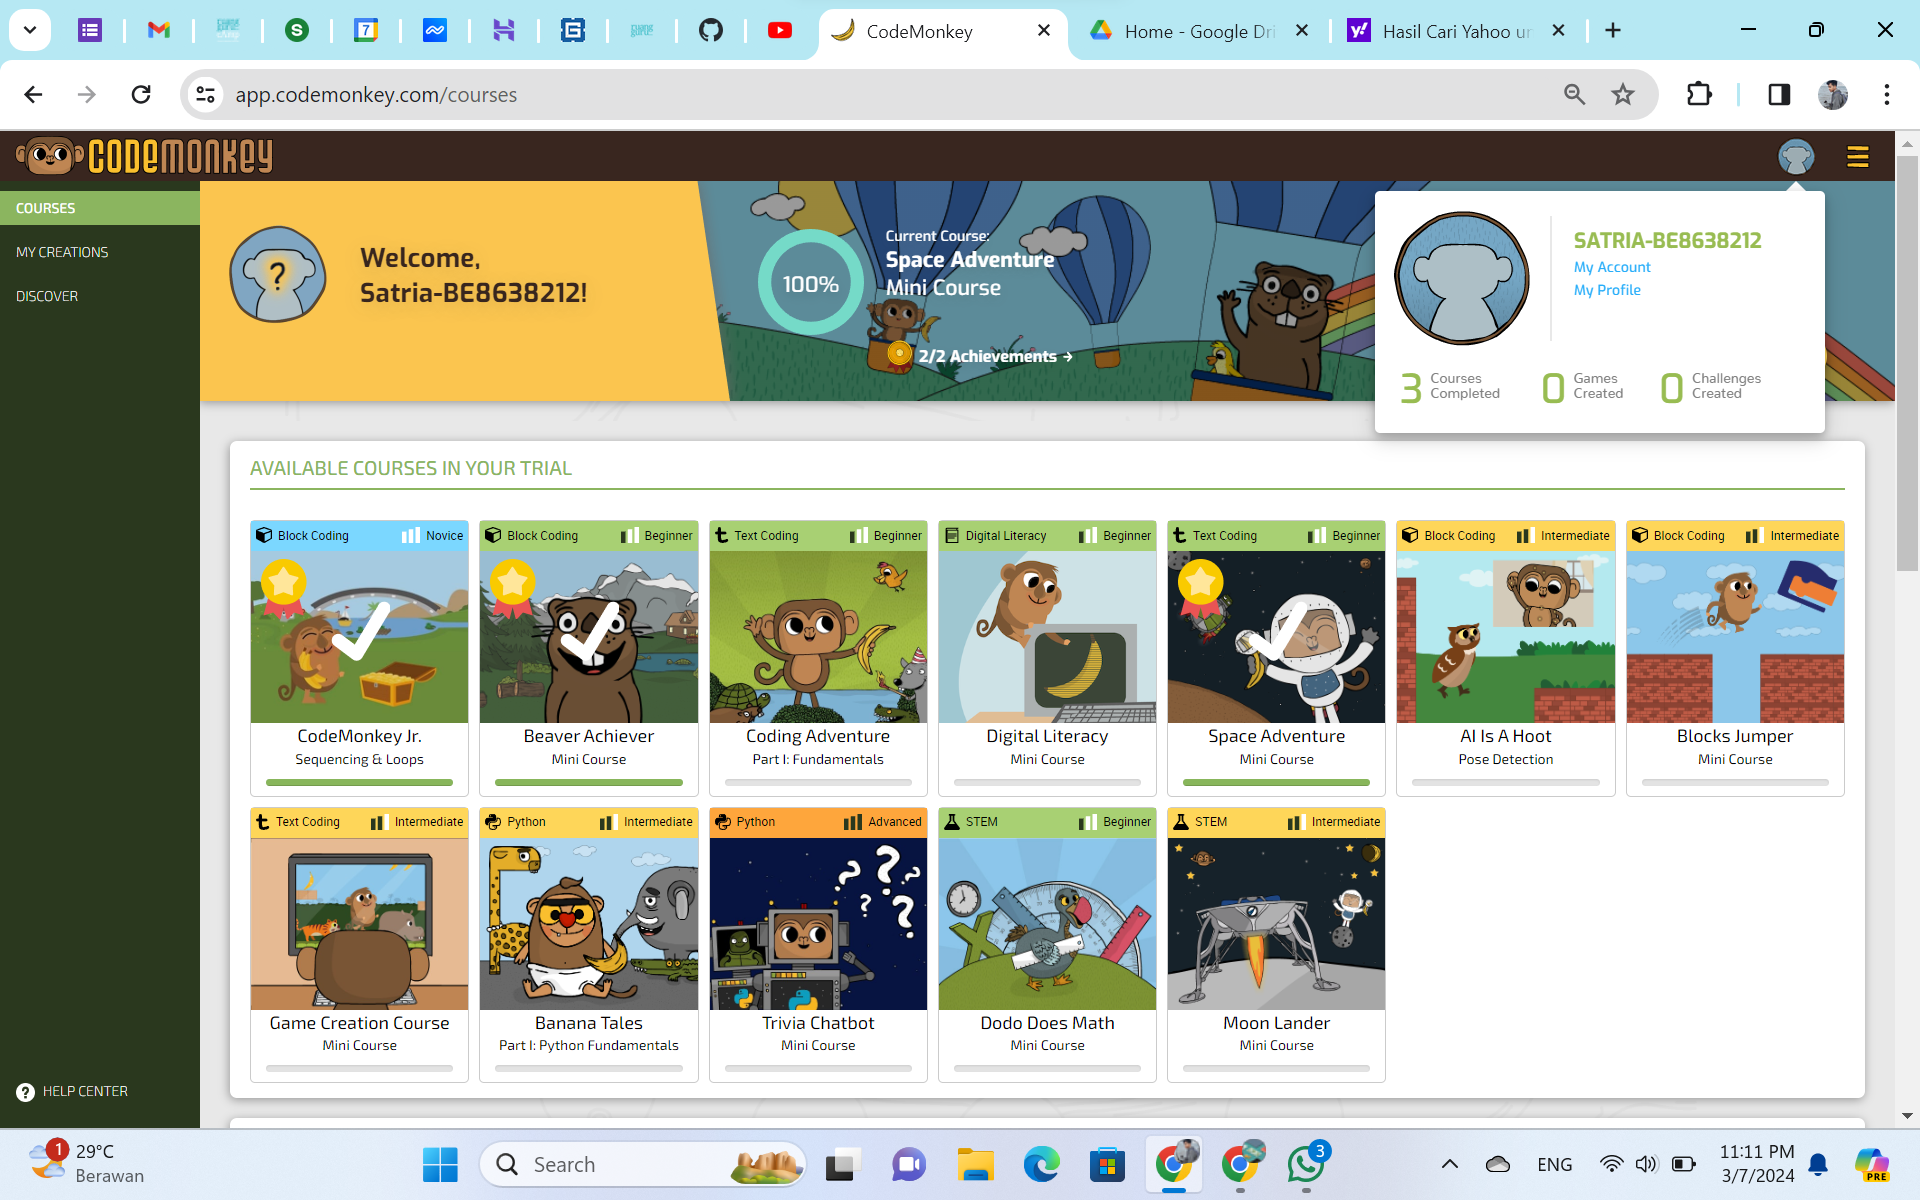 CodeMonkey
Home - Google Dri
Hasil Cari Yahoo un
app.codemonkey.com/courses
CODEMONKEY
COURSES
MY CREATIONS
DISCOVER
HELP CENTER
?
Welcome,
Satria-BE8638212!
100%
Current Course:
Space Adventure
Mini Course
2/2 Achievements →
SATRIA-BE8638212
My Account
My Profile
3 Courses Completed
0 Games Created
0 Challenges Created
AVAILABLE COURSES IN YOUR TRIAL
Block Coding Novice
CodeMonkey Jr.
Sequencing & Loops
Block Coding Beginner
Beaver Achiever
Mini Course
Text Coding Beginner
Coding Adventure
Part I: Fundamentals
Digital Literacy Beginner
Digital Literacy
Mini Course
Text Coding Beginner
Space Adventure
Mini Course
Block Coding Intermediate
AI Is A Hoot
Pose Detection
Block Coding Intermediate
Blocks Jumper
Mini Course
Text Coding Intermediate
Game Creation Course
Mini Course
Python Intermediate
Banana Tales
Part I: Python Fundamentals
Python Advanced
Trivia Chatbot
Mini Course
STEM Beginner
Dodo Does Math
Mini Course
STEM Intermediate
Moon Lander
Mini Course
1
29°C
Berawan
Search
3
ENG
11:11 PM
3/7/2024
PRE